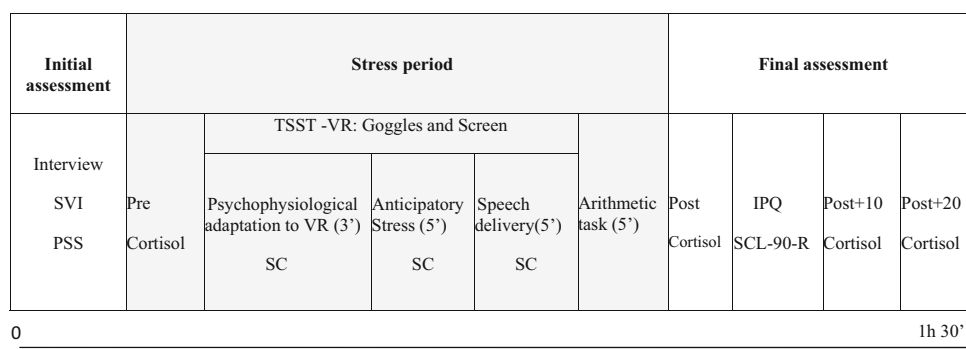 Initial
assessment
Stress period
Final assessment
Interview
SVI
PSS
Pre
Cortisol
TSST -VR: Goggles and Screen
Psychophysiological
adaptation to VR (3’)
SC
Anticipatory
Stress (5’)
SC
Speech
delivery(5’)
SC
Arithmetic
task (5’)
Post
Cortisol
IPQ
SCL-90-R
Post+10
Cortisol
Post+20
Cortisol
0
1h 30’